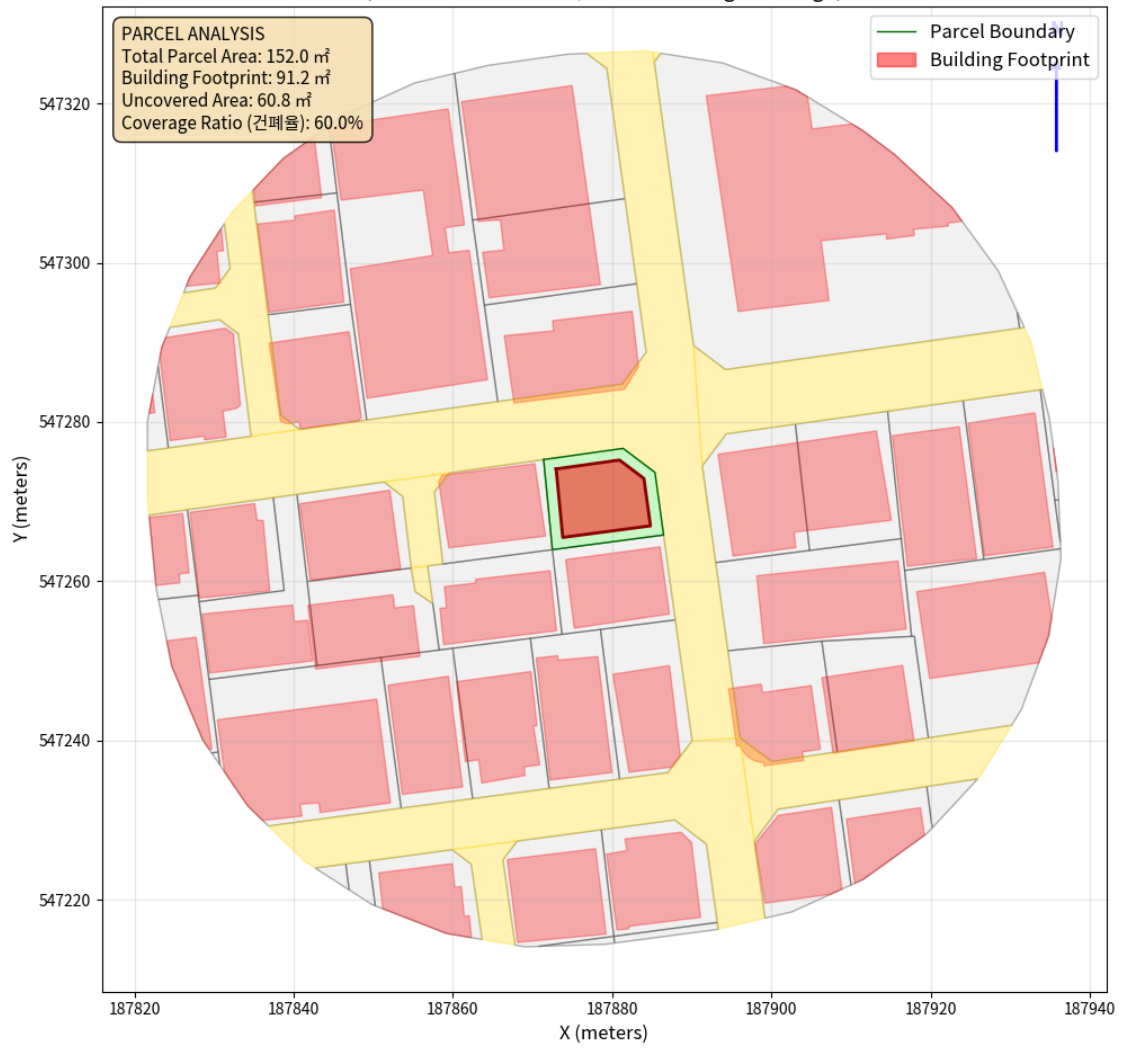 PARCEL ANALYSIS
Total Parcel Area: 152.0 ㎡
Building Footprint: 91.2 ㎡
Uncovered Area: 60.8 ㎡
Coverage Ratio (건폐율): 60.0%
Parcel Boundary
Building Footprint
N
547320
547300
547280
547260
547240
547220
Y (meters)
187820
187840
187860
187880
187900
187920
187940
X (meters)